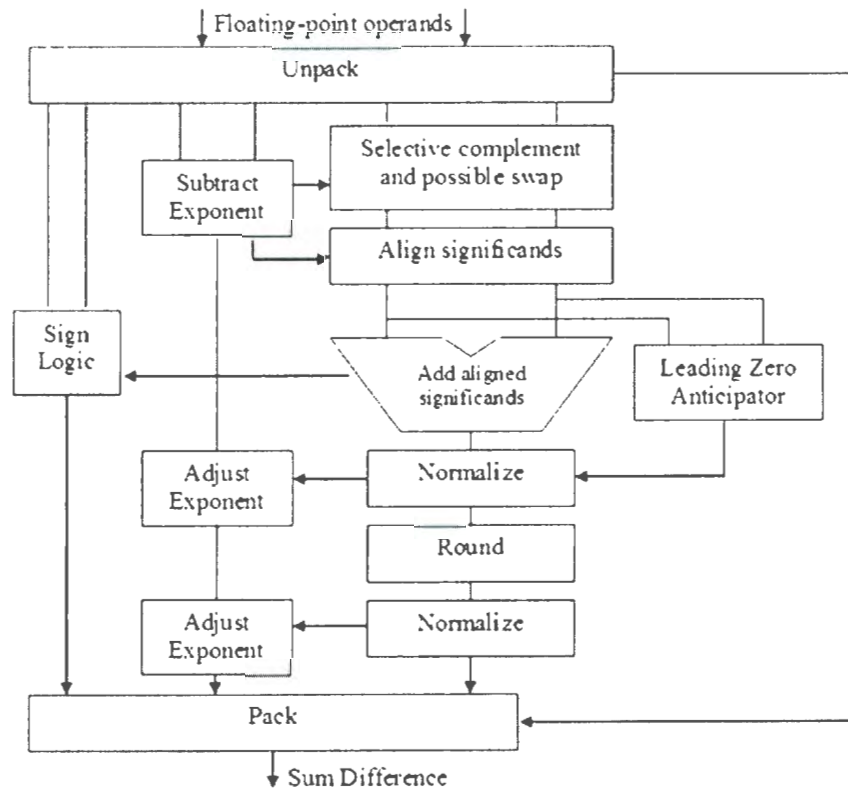 Floating-point operands
Unpack
Selective complement
and possible swap
Subtract
Exponent
Align significands
Sign
Logic
Add aligned
significands
Leading Zero
Anticipator
Adjust
Exponent
Normalize
Round
Adjust
Exponent
Normalize
Pack
Sum Difference